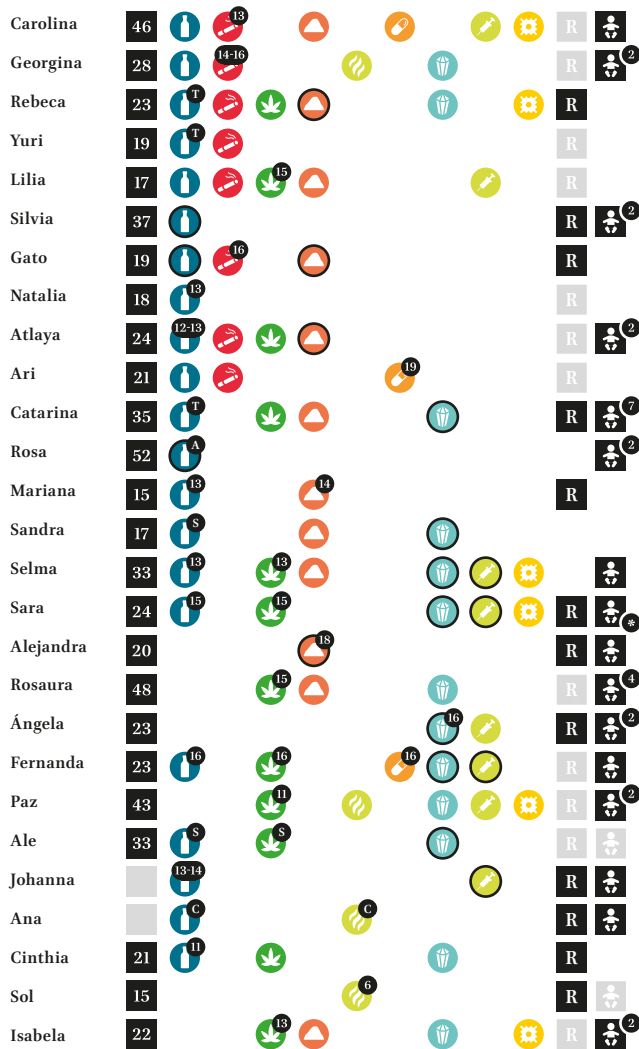 Carolina 46 13 R
Georgina 28 14-16 R 2
Rebeca 23 T R
Yuri 19 T R
Lilia 17 15 R
Silvia 37 R 2
Gato 19 16 R
Natalia 18 13 R
Atlaya 24 12-13 R 2
Ari 21 19 R
Catarina 35 T R 7
Rosa 52 A 2
Mariana 15 13 14 R
Sandra 17 S
Selma 33 13 13
Sara 24 15 15 R *
Alejandra 20 18 R
Rosaura 48 15 R 4
Ángela 23 16 R 2
Fernanda 23 16 16 16 R
Paz 43 11 R 2
Ale 33 S S R
Johanna 13-14 R
Ana C C R
Cinthia 21 11 R
Sol 15 6 R
Isabela 22 13 R 2